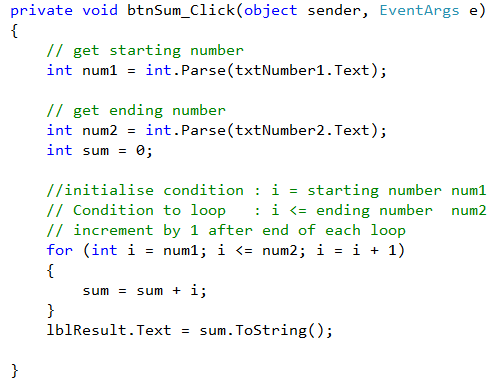 private void btnSum_Click(object sender, EventArgs e)
{
    // get starting number
    int num1 = int.Parse(txtNumber1.Text);

    // get ending number
    int num2 = int.Parse(txtNumber2.Text);
    int sum = 0;

    //initialise condition : i = starting number num1
    // Condition to loop   : i <= ending number  num2
    // increment by 1 after end of each loop
    for (int i = num1; i <= num2; i = i + 1)
    {
        sum = sum + i;
    }
    lblResult.Text = sum.ToString();

}